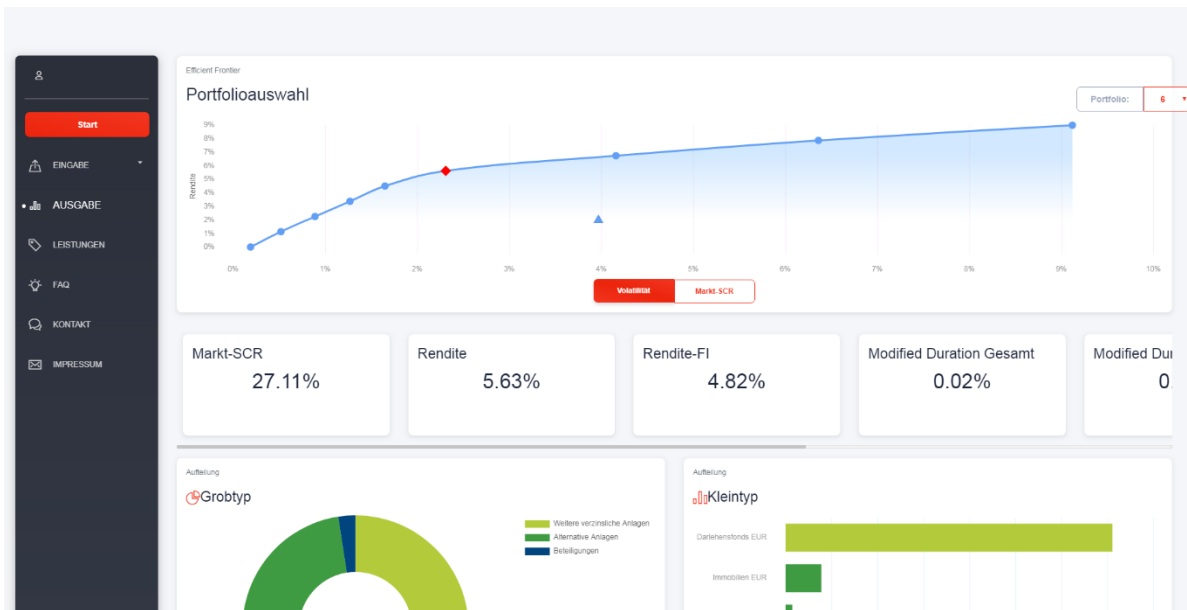 Start
EINGABE
AUSGABE
LEISTUNGEN
FAQ
KONTAKT
IMPRESSUM
Efficient Frontier
Portfolioauswahl
Portfolio: 6
Rendite
9%
8%
7%
6%
5%
4%
3%
2%
1%
0%
0% 1% 2% 3% 4% 5% 6% 7% 8% 9% 10%
Volatilität Markt-SCR
Markt-SCR
27.11%
Rendite
5.63%
Rendite-FI
4.82%
Modified Duration Gesamt
0.02%
Modified Dur
0.
Aufteilung
Grobtyp
Weitere verzinsliche Anlagen
Alternative Anlagen
Beteiligungen
Aufteilung
Kleintyp
Darlehensfonds EUR
Immobilien EUR